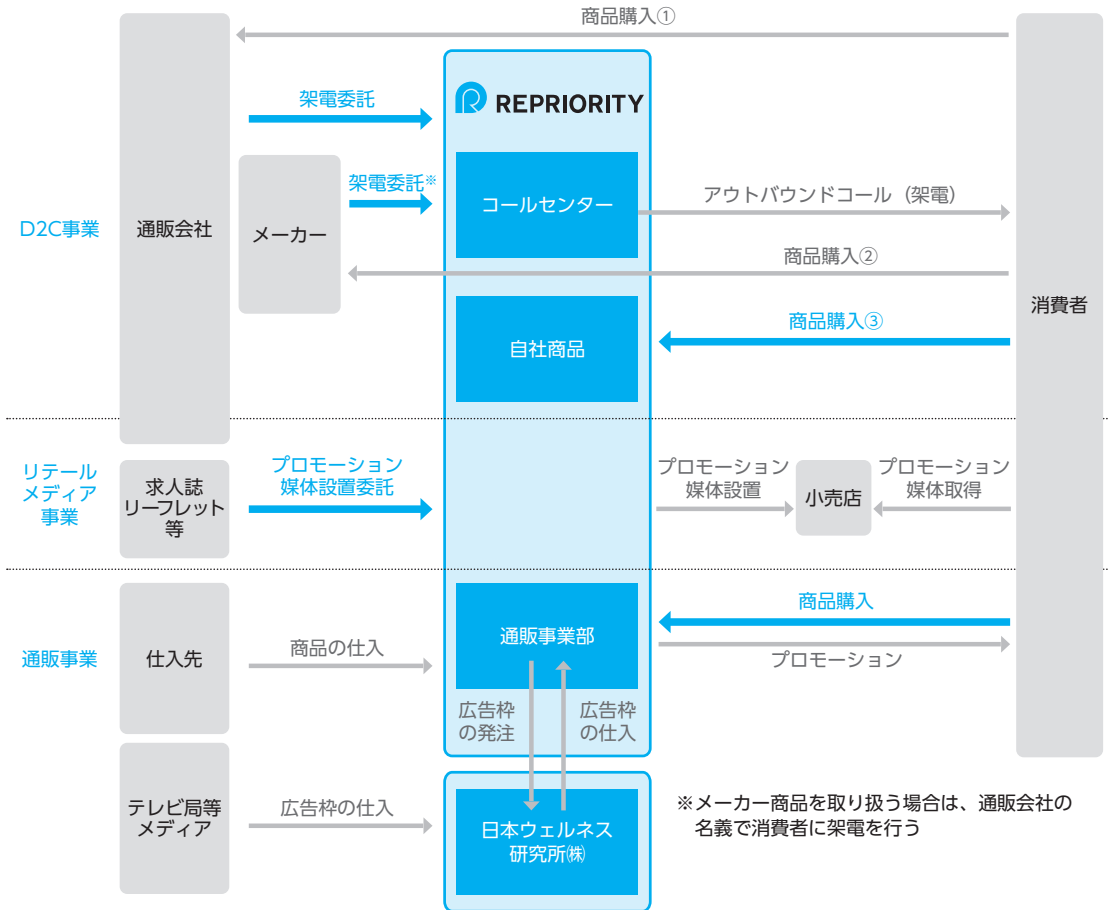 商品購入①
REPRIORITY
架電委託
架電委託※
コールセンター
アウトバウンドコール（架電）
D2C事業
通販会社
メーカー
商品購入②
消費者
商品購入③
自社商品
リテール
メディア
事業
求人誌
リーフレット
等
プロモーション
媒体設置委託
プロモーション
媒体設置
小売店
プロモーション
媒体取得
通販事業
仕入先
商品の仕入
通販事業部
商品購入
プロモーション
広告枠
の発注
広告枠
の仕入
テレビ局等
メディア
広告枠の仕入
日本ウェルネス
研究所㈱
※メーカー商品を取り扱う場合は、通販会社の
名義で消費者に架電を行う